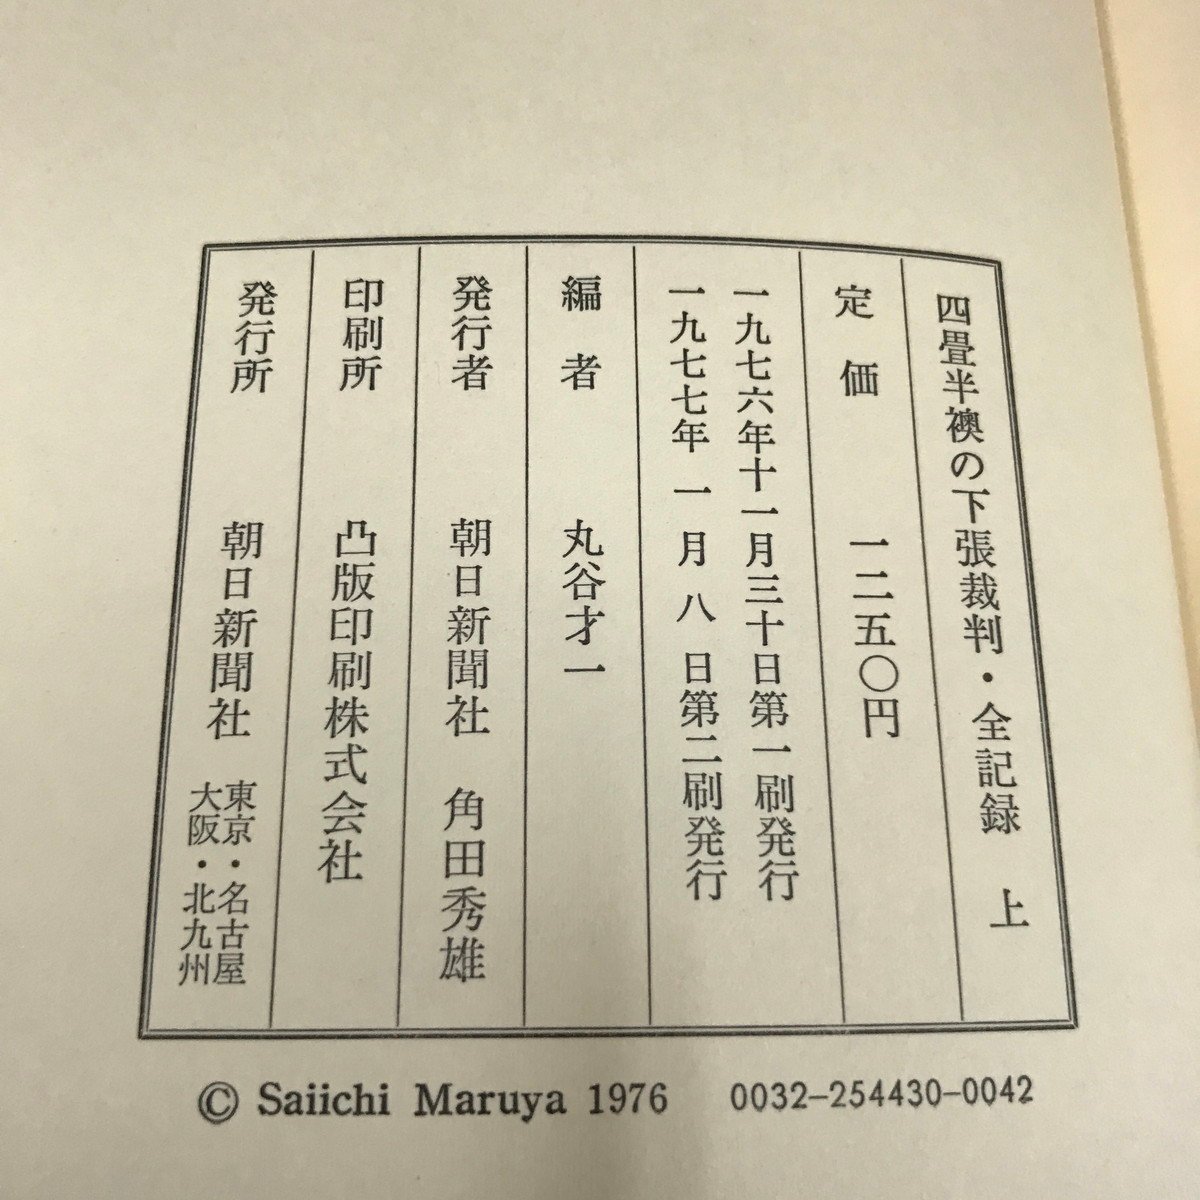 四畳半襖の下張裁判・全記録　上
定価　一二五〇円
一九七六年十一月三十日第一刷発行
一九七七年一月八日第二刷発行
編者　丸谷才一
発行者　朝日新聞社　角田秀雄
印刷所　凸版印刷株式会社
発行所　朝日新聞社　東京・名古屋
大阪・北九州
© Saiichi Maruya 1976　0032-254430-0042